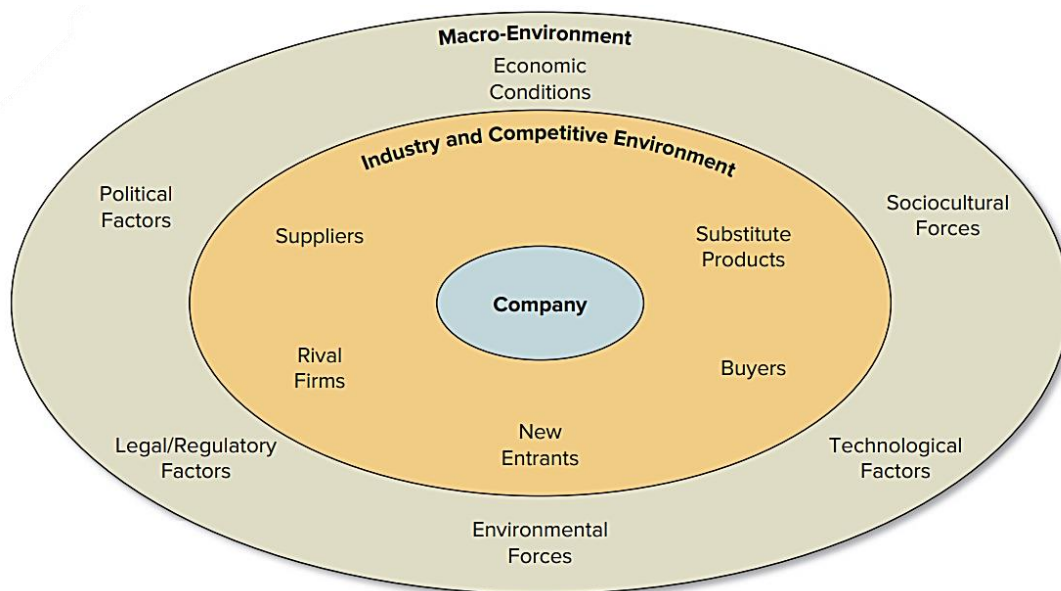 Macro-Environment
Economic
Conditions
Industry and Competitive Environment
Political
Factors
Sociocultural
Forces
Suppliers
Substitute
Products
Company
Rival
Firms
Buyers
New
Entrants
Legal/Regulatory
Factors
Technological
Factors
Environmental
Forces